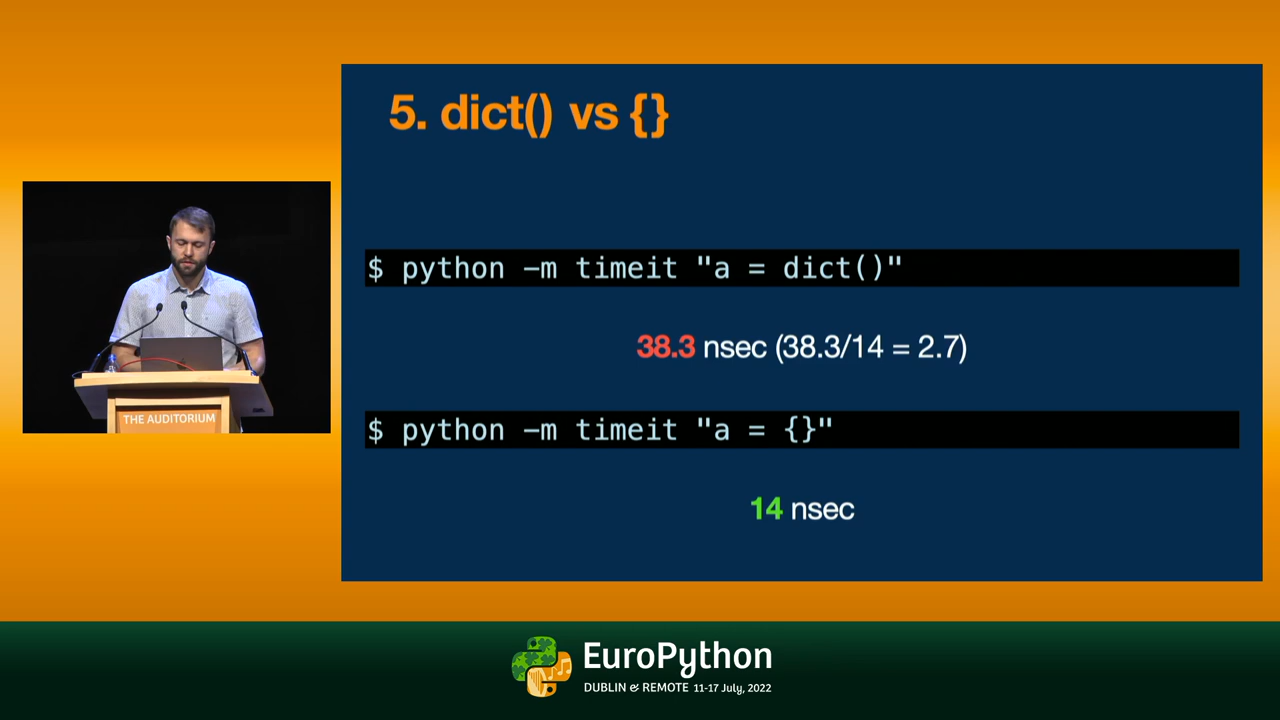 5. dict() vs {}
$ python -m timeit "a = dict()"
38.3 nsec (38.3/14 = 2.7)
$ python -m timeit "a = {}"
14 nsec
THE AUDITORIUM
EuroPython
DUBLIN & REMOTE 11-17 July, 2022